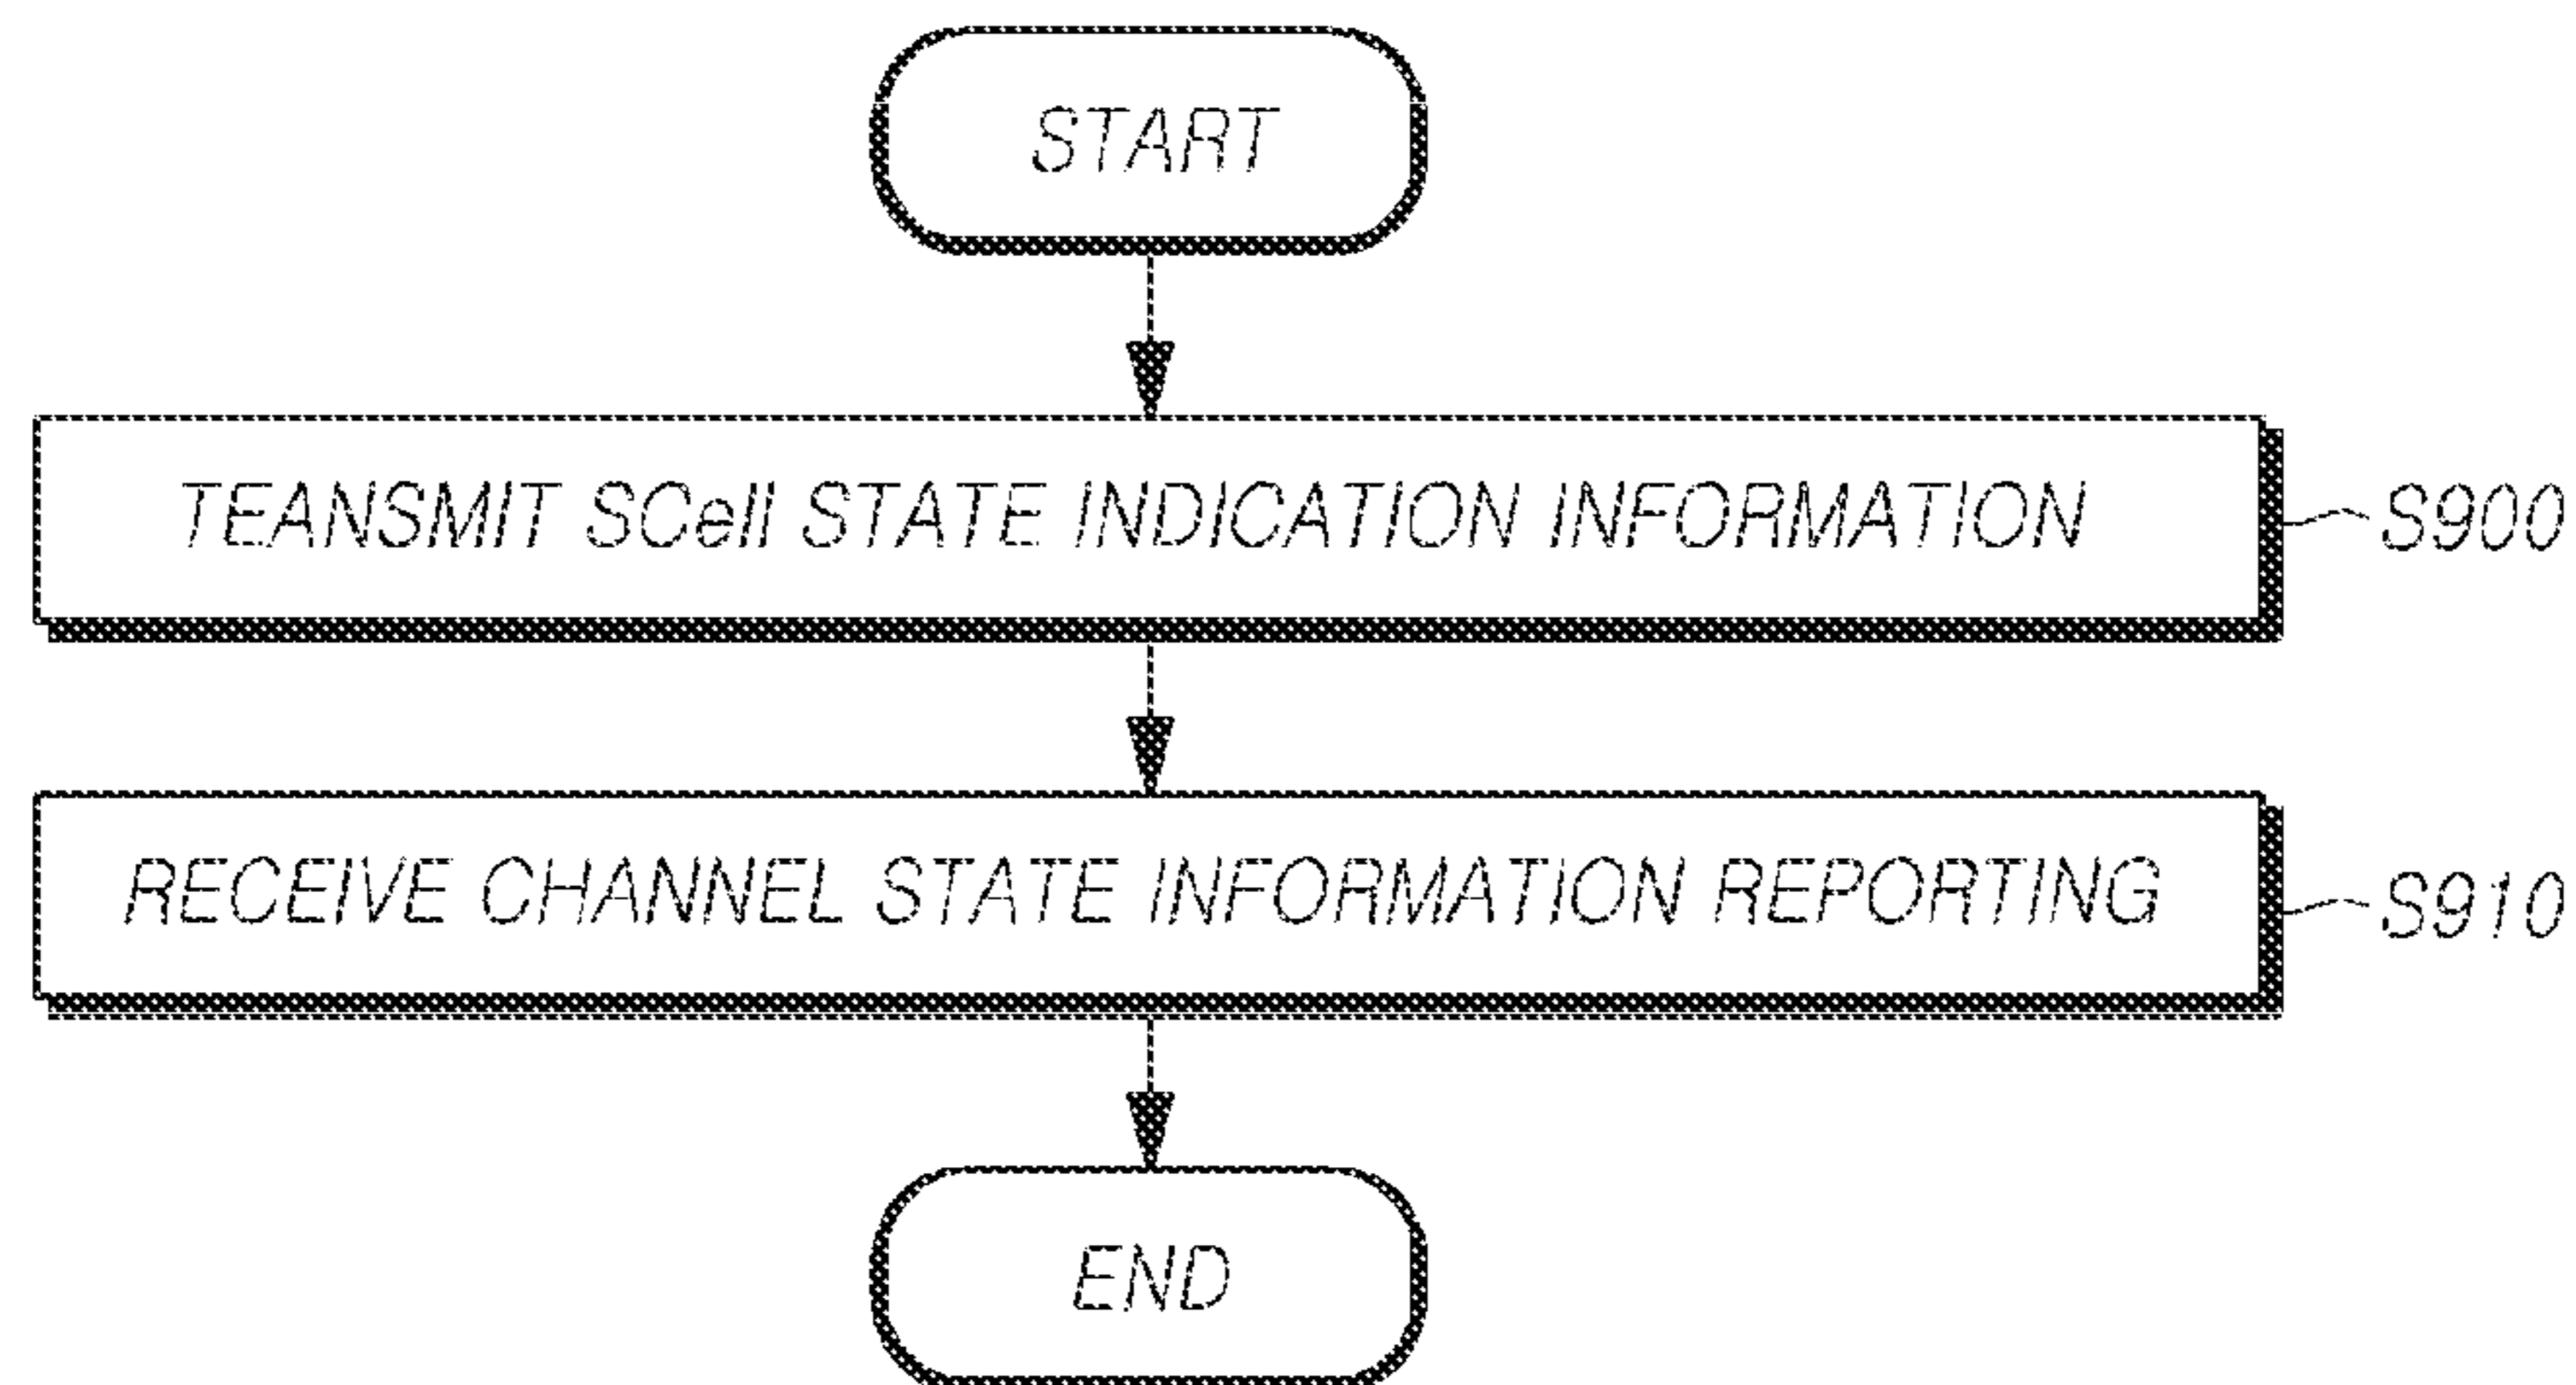 START
TEANSMIT SCell STATE INDICATION INFORMATION
S900
RECEIVE CHANNEL STATE INFORMATION REPORTING
S910
END